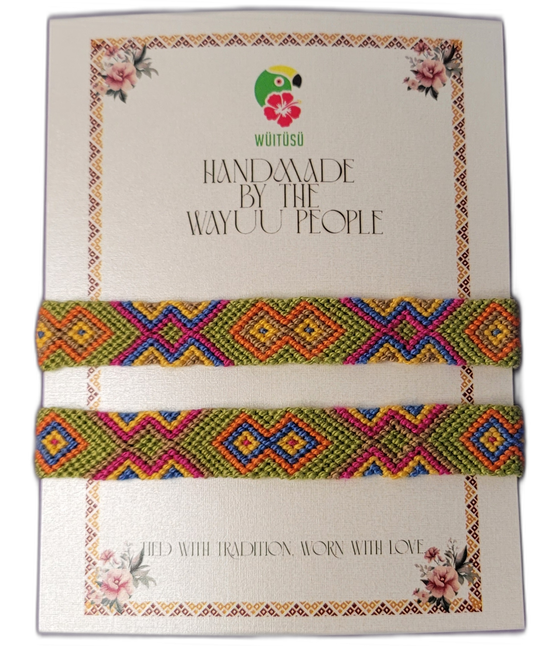 WÜITÜSÜ
HANDMADE
BY THE
WAYUU PEOPLE
TIED WITH TRADITION, WORN WITH LOVE